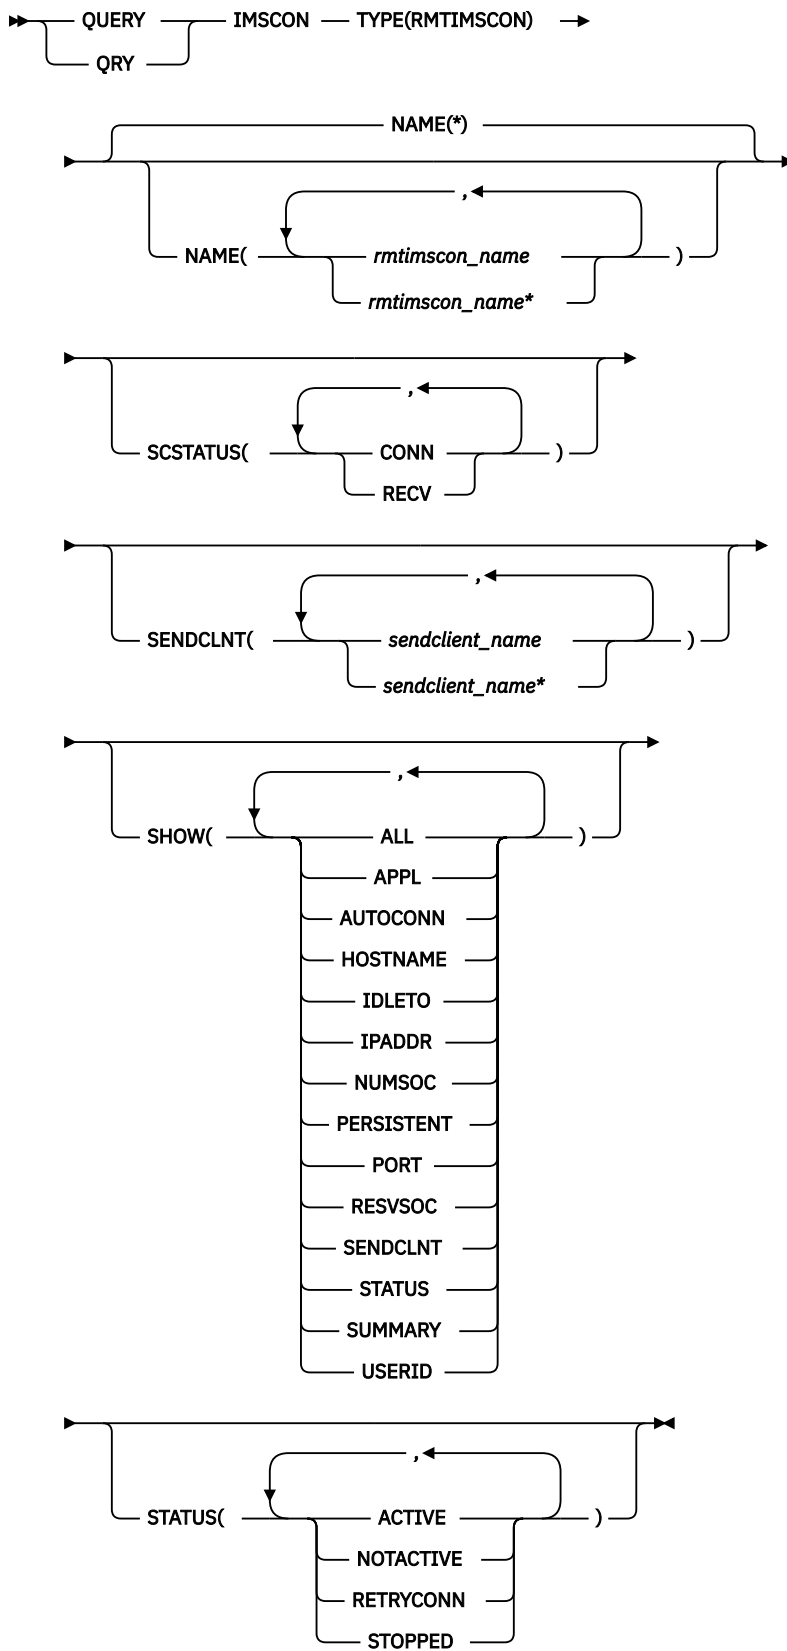 QUERY IMSCON TYPE(RMTIMSCON)
QRY
NAME(*)
,
NAME( rmtimscon_name )
rmtimscon_name*
,
SCSTATUS( CONN )
RECV
,
SENDCLNT( sendclient_name )
sendclient_name*
,
SHOW( ALL )
APPL
AUTOCONN
HOSTNAME
IDLETO
IPADDR
NUMSOC
PERSISTENT
PORT
RESVSOC
SENDCLNT
STATUS
SUMMARY
USERID
,
STATUS( ACTIVE )
NOTACTIVE
RETRYCONN
STOPPED